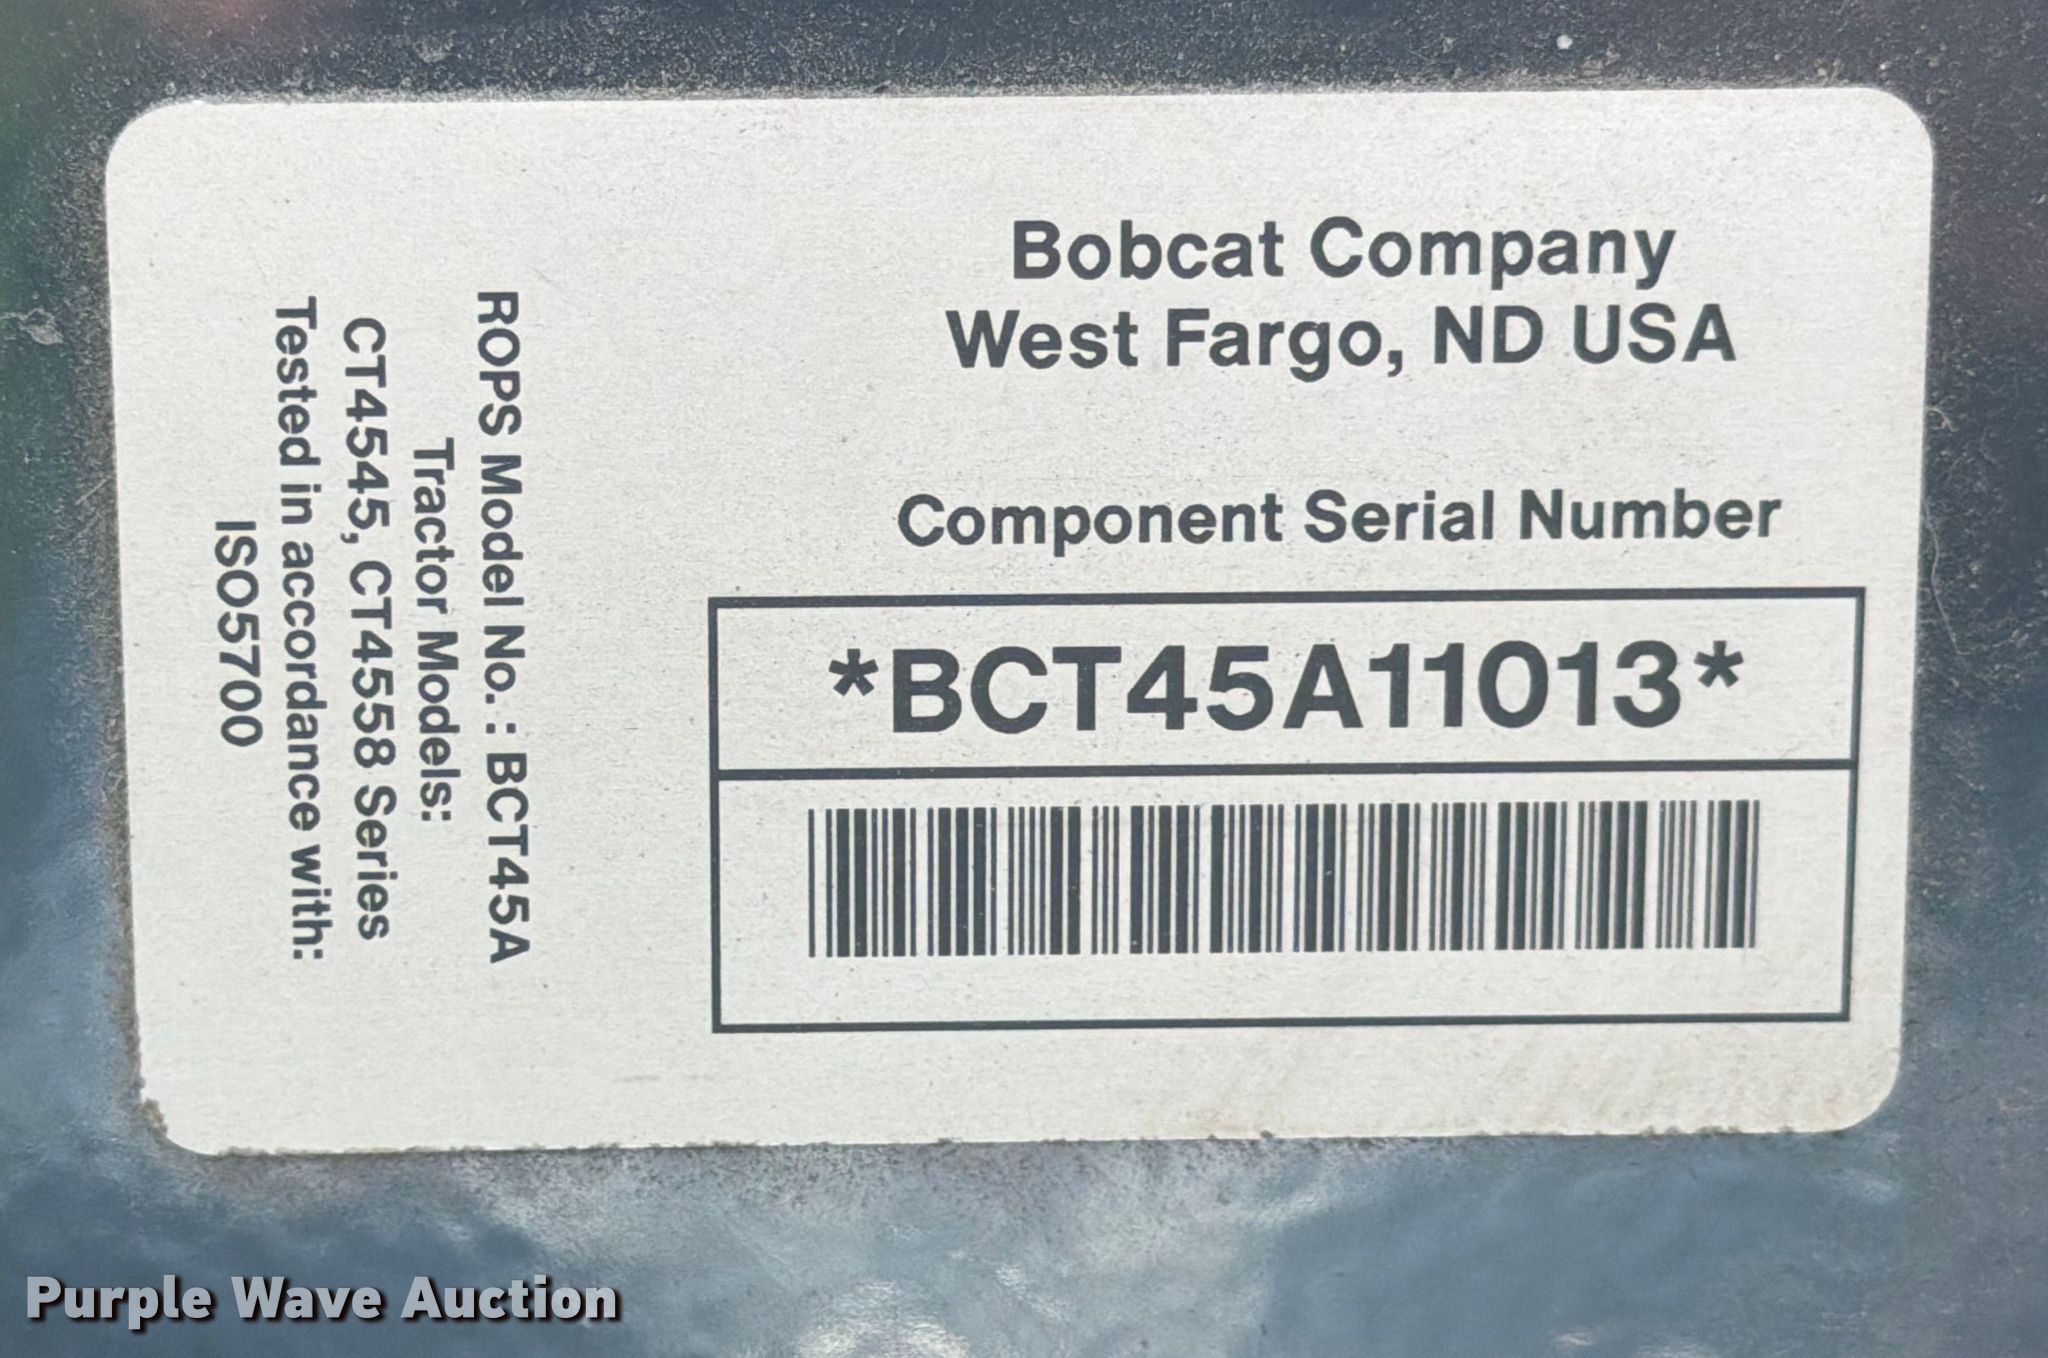 Bobcat Company
West Fargo, ND USA
Component Serial Number
*BCT45A11013*
ROPS Model No.: BCT45A
Tractor Models:
CT4545, CT4558 Series
Tested in accordance with:
ISO5700
Purple Wave Auction